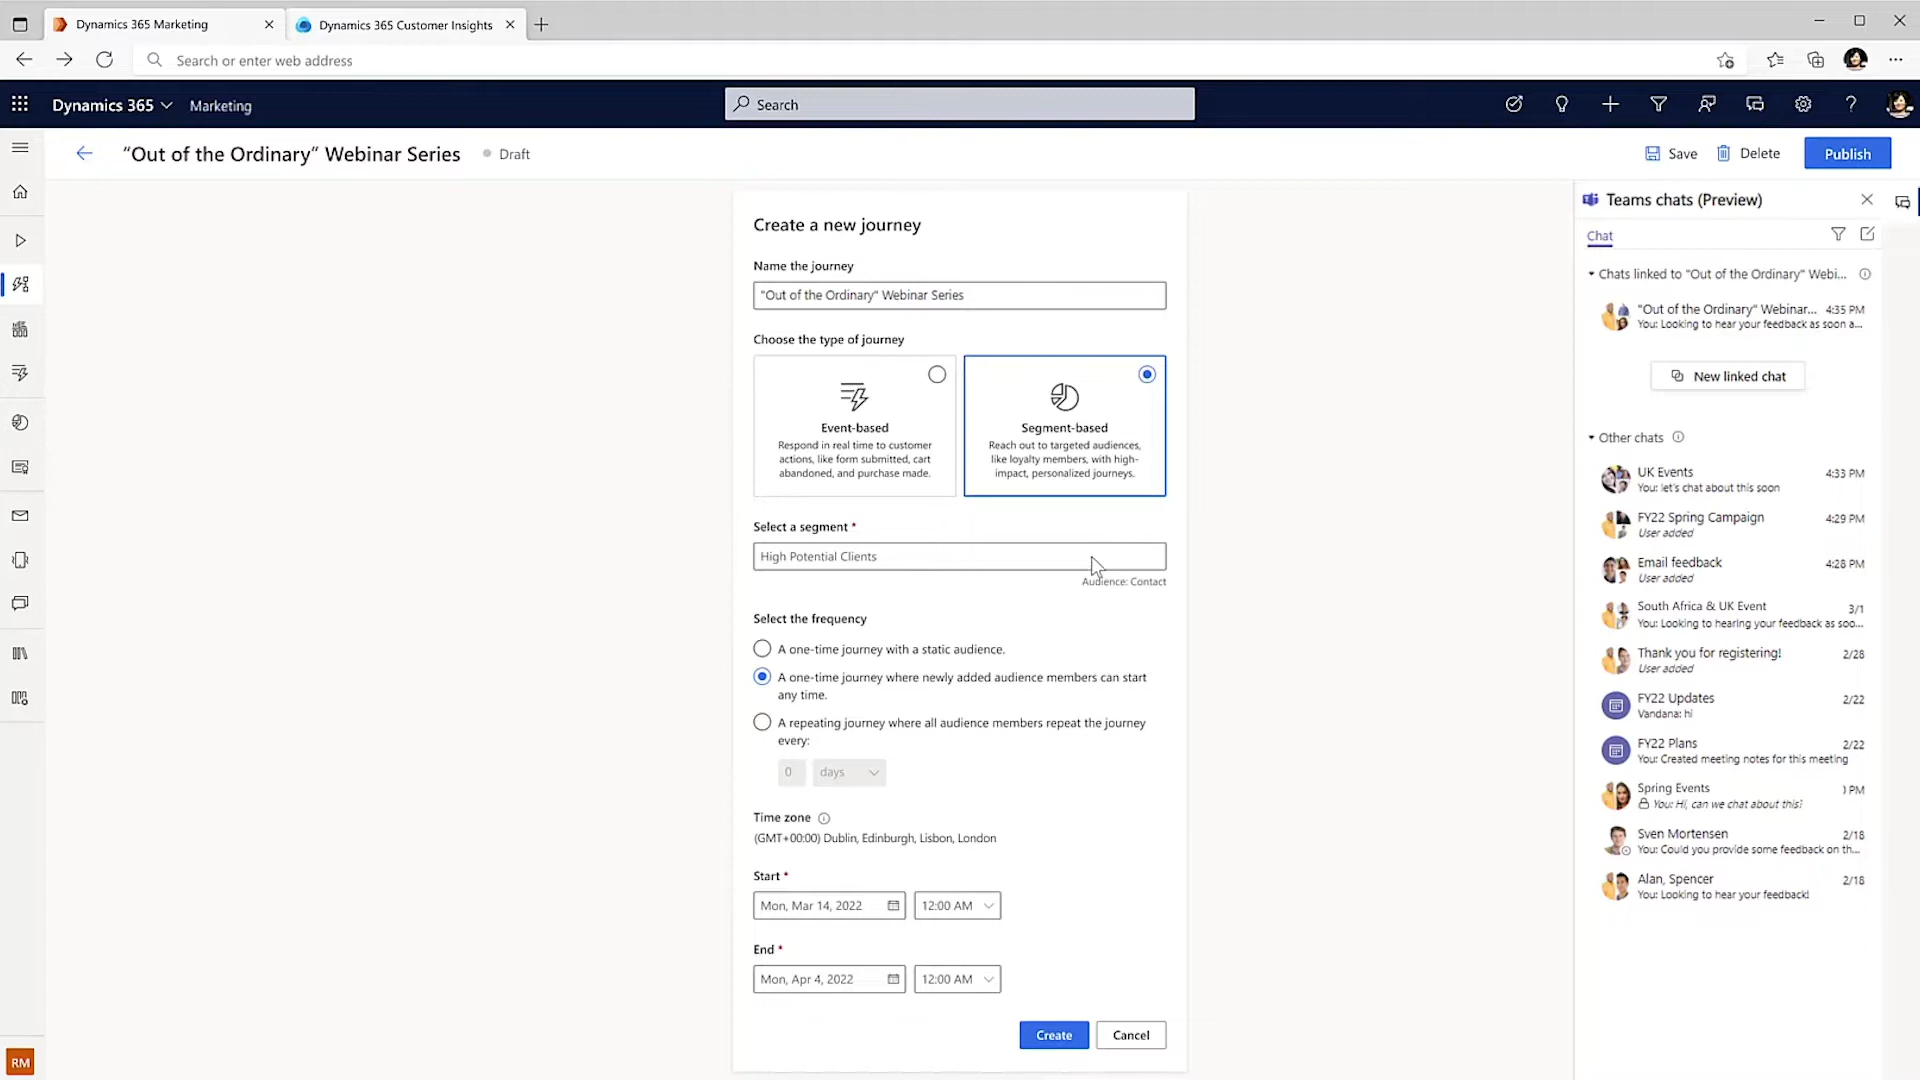 Dynamics 365 Marketing
Dynamics 365 Customer Insights
Search or enter web address
Dynamics 365
Marketing
Search
"Out of the Ordinary" Webinar Series
Draft
Save
Delete
Publish
Create a new journey
Name the journey
"Out of the Ordinary" Webinar Series
Choose the type of journey
Event-based
Respond in real time to customer
actions, like form submitted, cart
abandoned, and purchase made.
Segment-based
Reach out to targeted audiences,
like loyalty members, with high-
impact, personalized journeys.
Select a segment *
High Potential Clients
Audience: Contact
Select the frequency
A one-time journey with a static audience.
A one-time journey where newly added audience members can start
any time.
A repeating journey where all audience members repeat the journey
every:
0 days
Time zone
(GMT+00:00) Dublin, Edinburgh, Lisbon, London
Start *
Mon, Mar 14, 2022 12:00 AM
End *
Mon, Apr 4, 2022 12:00 AM
Create
Cancel
RM
Teams chats (Preview)
Chat
Chats linked to "Out of the Ordinary" Webi...
"Out of the Ordinary" Webinar... 4:35 PM
You: Looking to hear your feedback as soon a...
New linked chat
Other chats
UK Events 4:33 PM
You: let's chat about this soon
FY22 Spring Campaign 4:29 PM
User added
Email feedback 4:28 PM
User added
South Africa & UK Event 3/1
You: Looking to hearing your feedback as soo...
Thank you for registering! 2/28
User added
FY22 Updates 2/22
Vandana: hi
FY22 Plans 2/22
You: Created meeting notes for this meeting
Spring Events PM
You: Hi, can we chat about this?
Sven Mortensen 2/18
You: Could you provide some feedback on th...
Alan, Spencer 2/18
You: Looking to hear your feedback!